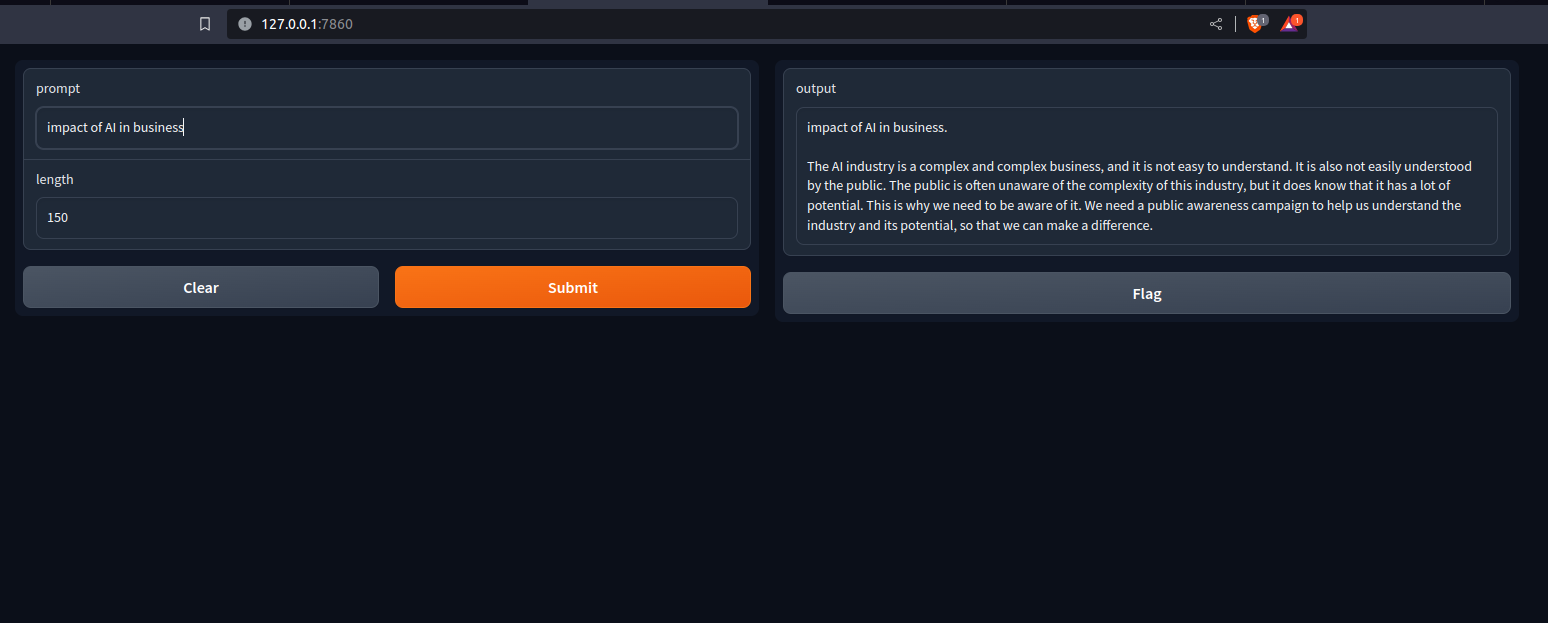 127.0.0.1:7860
1
1
prompt
impact of AI in business
length
150
Clear
Submit
output
impact of AI in business.
The AI industry is a complex and complex business, and it is not easy to understand. It is also not easily understood
by the public. The public is often unaware of the complexity of this industry, but it does know that it has a lot of
potential. This is why we need to be aware of it. We need a public awareness campaign to help us understand the
industry and its potential, so that we can make a difference.
Flag